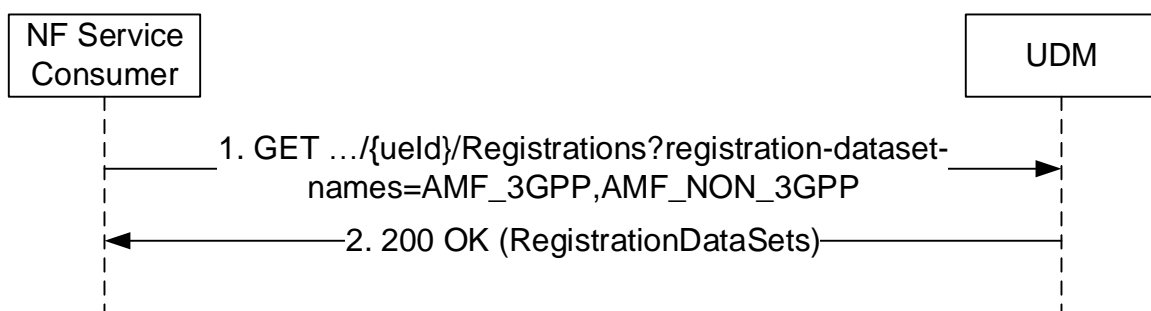 NF Service
Consumer
UDM
1. GET …/{ueId}/Registrations?registration-dataset-
names=AMF_3GPP,AMF_NON_3GPP
2. 200 OK (RegistrationDataSets)